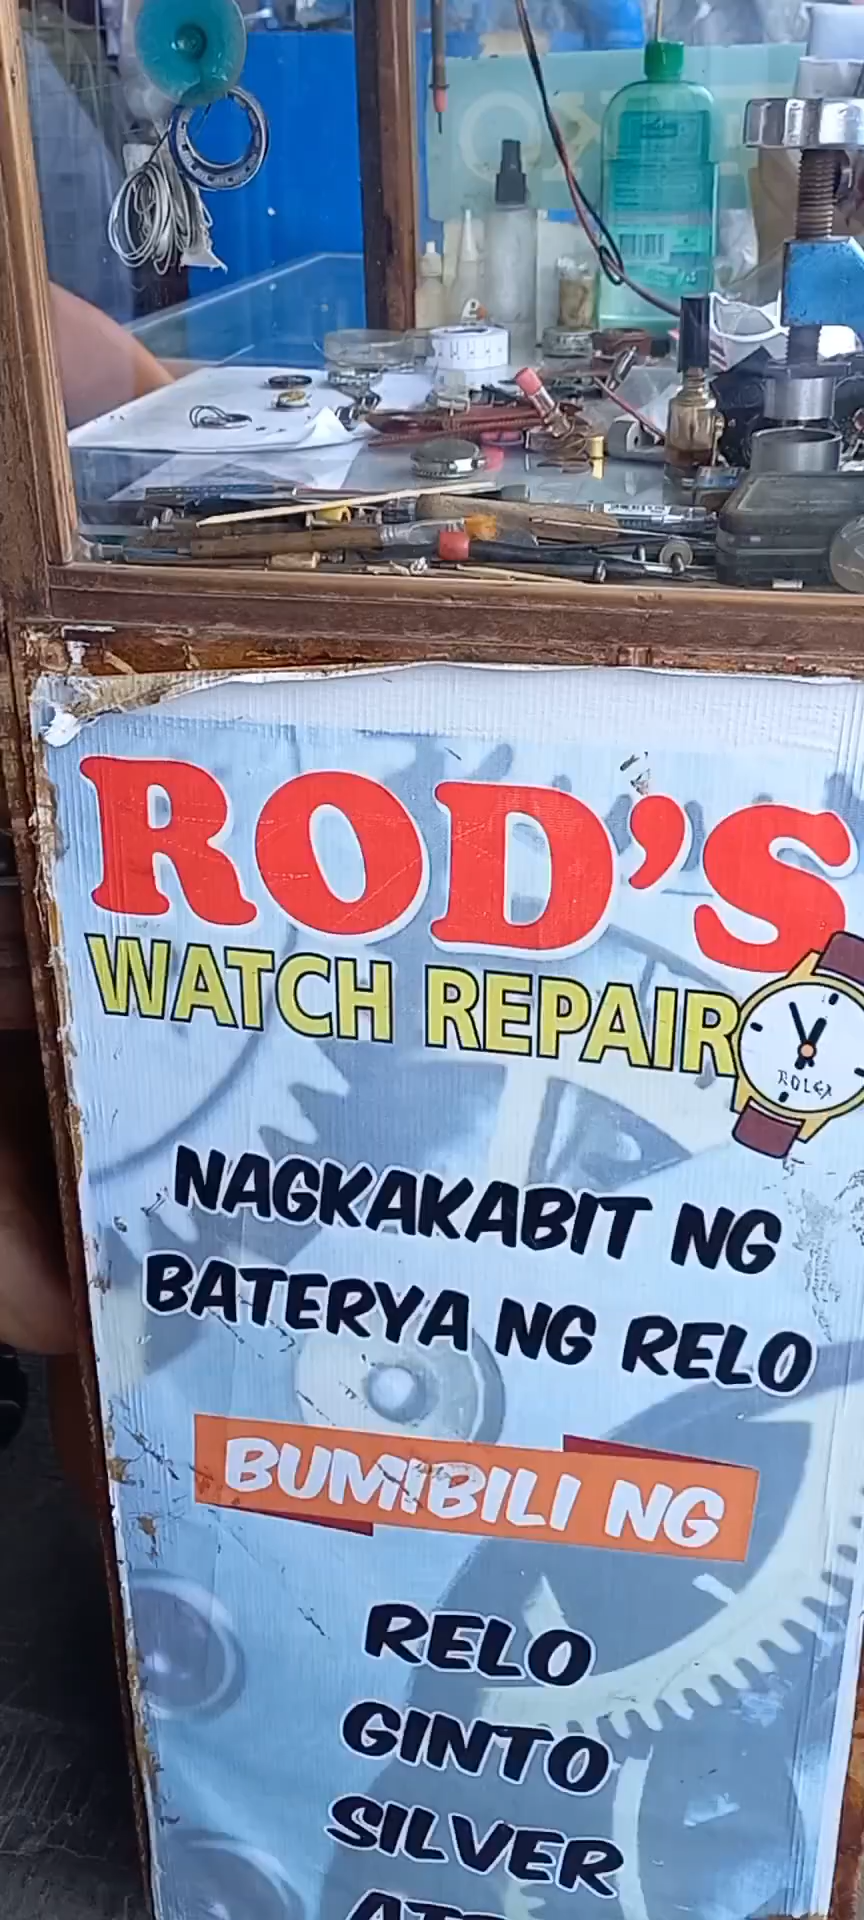 ROD'S
WATCH REPAIR
ROLEX
NAGKAKABIT NG
BATERYA NG RELO
BUMIBILI NG
RELO
GINTO
SILVER